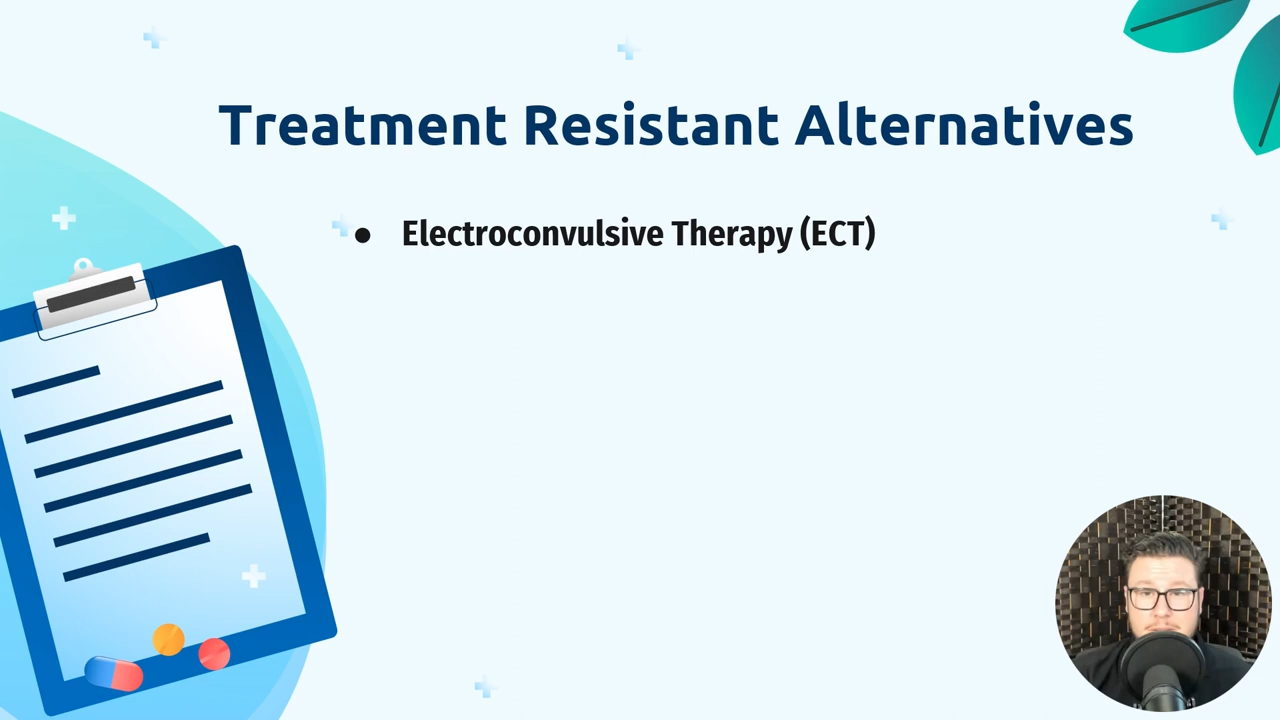 Treatment Resistant Alternatives
● Electroconvulsive Therapy (ECT)